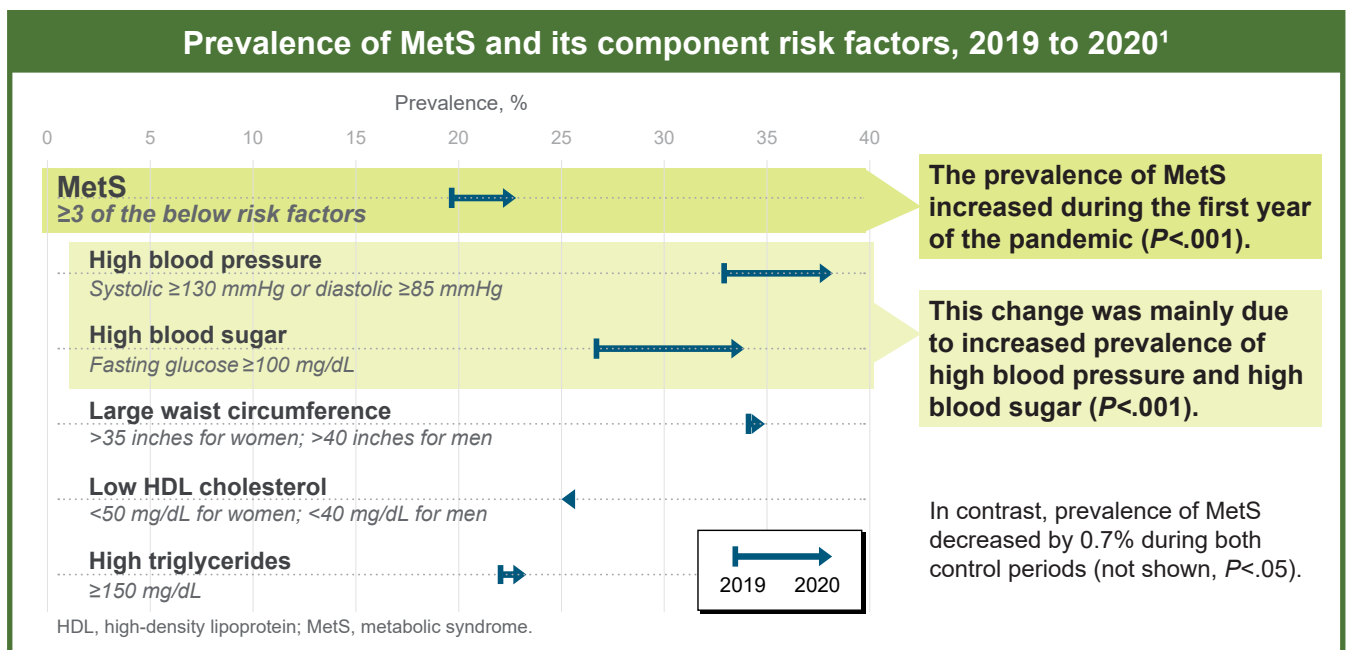 Prevalence of MetS and its component risk factors, 2019 to 2020¹
Prevalence, %
0 5 10 15 20 25 30 35 40
MetS
≥3 of the below risk factors
The prevalence of MetS
increased during the first year
of the pandemic (P<.001).
High blood pressure
Systolic ≥130 mmHg or diastolic ≥85 mmHg
High blood sugar
Fasting glucose ≥100 mg/dL
This change was mainly due
to increased prevalence of
high blood pressure and high
blood sugar (P<.001).
Large waist circumference
>35 inches for women; >40 inches for men
Low HDL cholesterol
<50 mg/dL for women; <40 mg/dL for men
High triglycerides
≥150 mg/dL
2019 2020
In contrast, prevalence of MetS
decreased by 0.7% during both
control periods (not shown, P<.05).
HDL, high-density lipoprotein; MetS, metabolic syndrome.